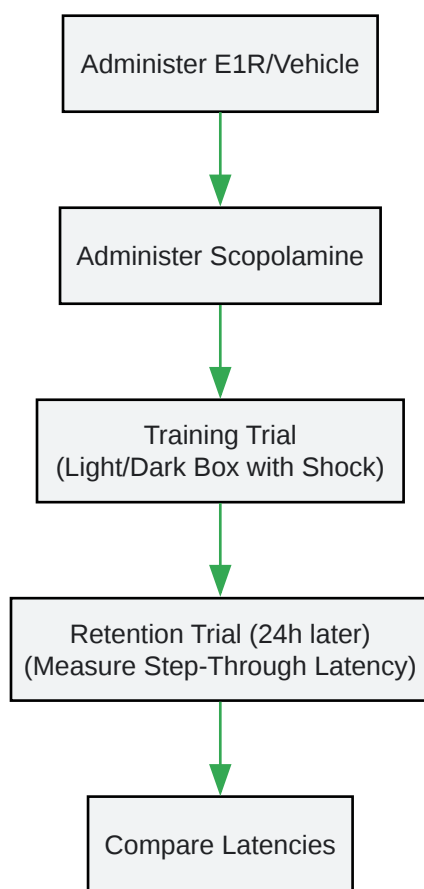 Administer E1R/Vehicle
Administer Scopolamine
Training Trial
(Light/Dark Box with Shock)
Retention Trial (24h later)
(Measure Step-Through Latency)
Compare Latencies